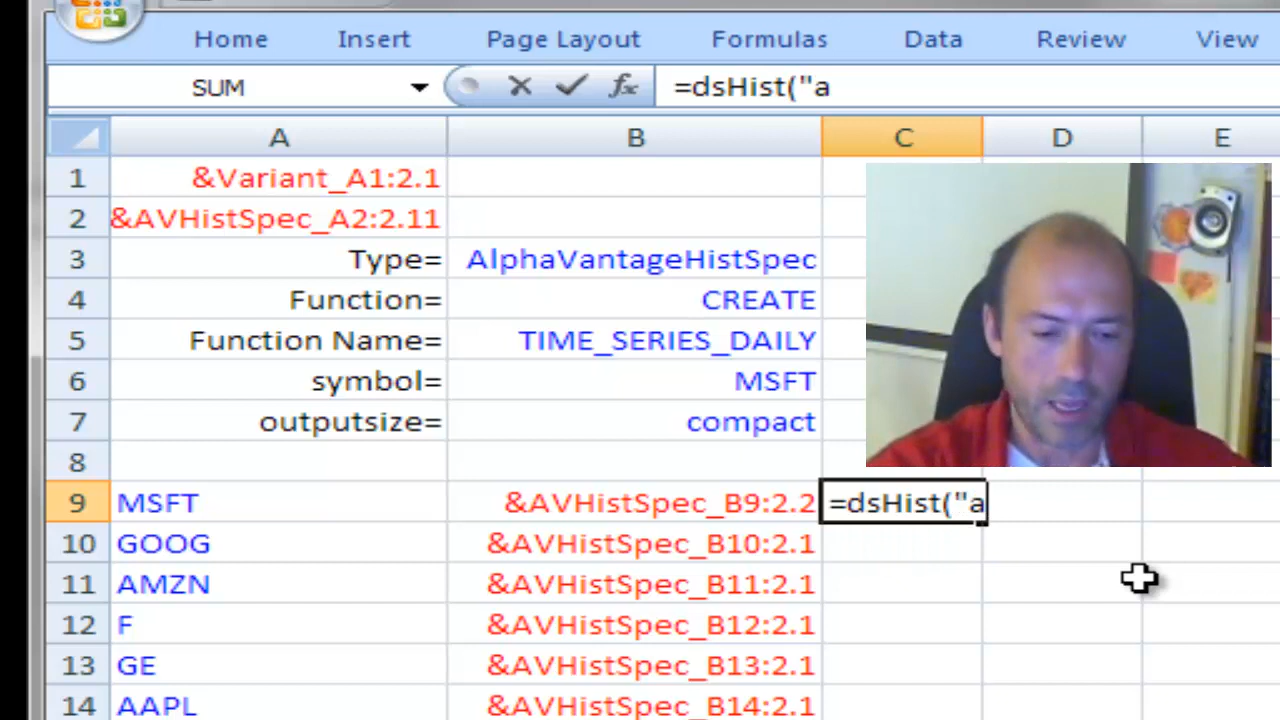 Home Insert Page Layout Formulas Data Review View
SUM fx =dsHist("a
A B C D E
1 &Variant_A1:2.1
2 &AVHistSpec_A2:2.11
3 Type= AlphaVantageHistSpec
4 Function= CREATE
5 Function Name= TIME_SERIES_DAILY
6 symbol= MSFT
7 outputsize= compact
8
9 MSFT &AVHistSpec_B9:2.2 =dsHist("a
10 GOOG &AVHistSpec_B10:2.1
11 AMZN &AVHistSpec_B11:2.1
12 F &AVHistSpec_B12:2.1
13 GE &AVHistSpec_B13:2.1
14 AAPL &AVHistSpec_B14:2.1